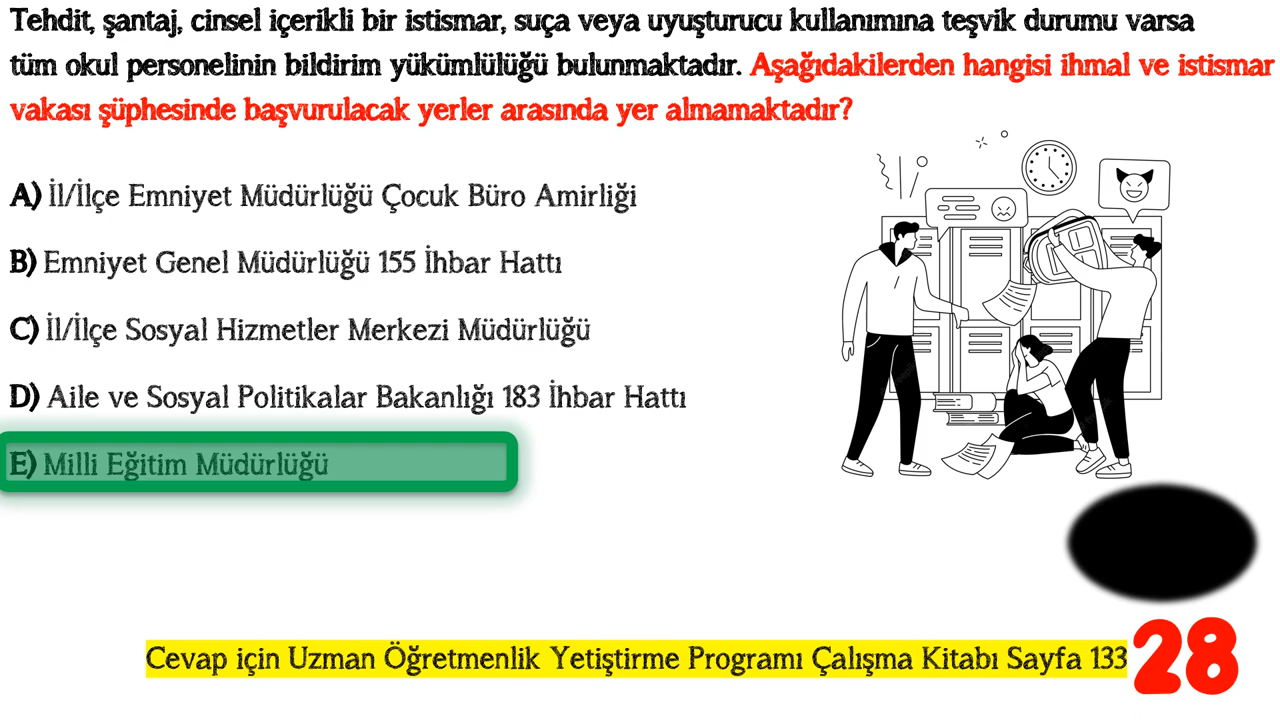 Tehdit, şantaj, cinsel içerikli bir istismar, suça veya uyuşturucu kullanımına teşvik durumu varsa
tüm okul personelinin bildirim yükümlülüğü bulunmaktadır. Aşağıdakilerden hangisi ihmal ve istismar
vakası şüphesinde başvurulacak yerler arasında yer almamaktadır?
A) İl/İlçe Emniyet Müdürlüğü Çocuk Büro Amirliği
B) Emniyet Genel Müdürlüğü 155 İhbar Hattı
C) İl/İlçe Sosyal Hizmetler Merkezi Müdürlüğü
D) Aile ve Sosyal Politikalar Bakanlığı 183 İhbar Hattı
E) Milli Eğitim Müdürlüğü
Cevap için Uzman Öğretmenlik Yetiştirme Programı Çalışma Kitabı Sayfa 133
28